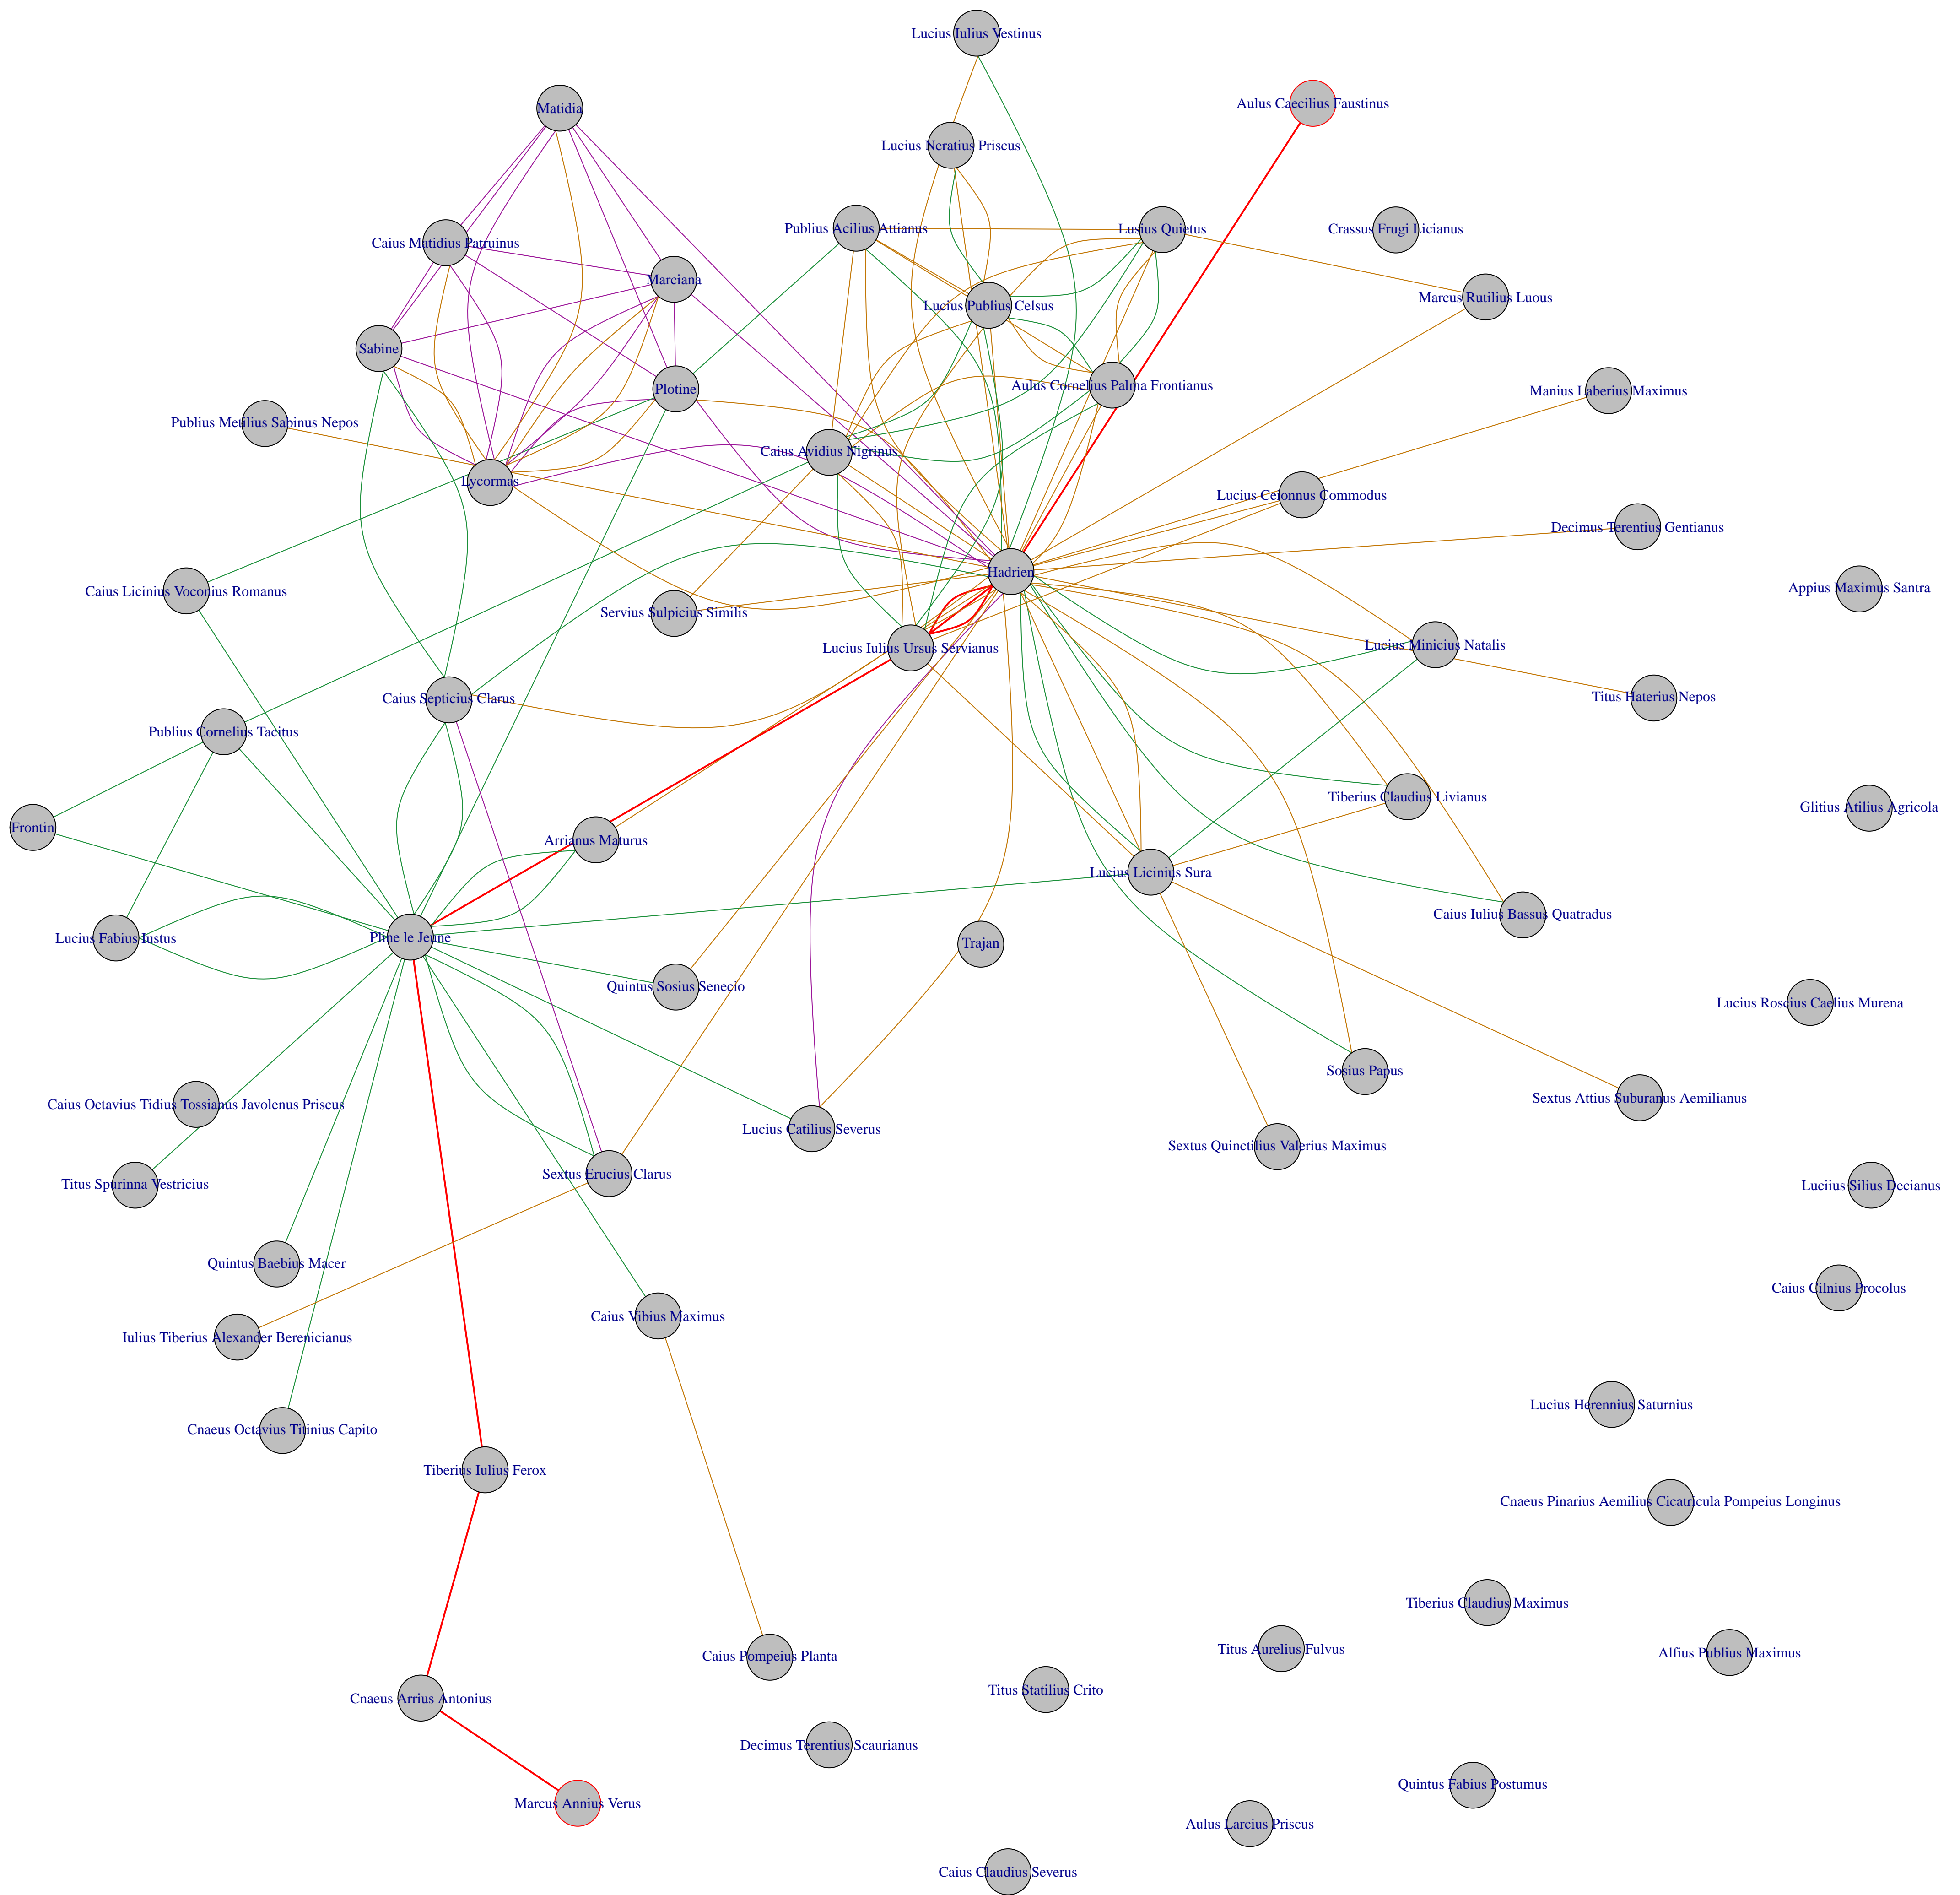 Lucius Iulius Vestinus
Aulus Caecilius Faustinus
Matidia
Lucius Neratius Priscus
Publius Acilius Attianus
Lusius Quietus
Crassus Frugi Licianus
Caius Matidius Patruinus
Marciana
Marcus Rutilius Luous
Lucius Publius Celsus
Sabine
Plotine
Aulus Cornelius Palma Frontianus
Manius Laberius Maximus
Publius Metilius Sabinus Nepos
Caius Avidius Nigrinus
Lycormas
Lucius Ceionnus Commodus
Decimus Terentius Gentianus
Hadrien
Caius Licinius Voconius Romanus
Appius Maximus Santra
Servius Sulpicius Similis
Lucius Iulius Ursus Servianus
Lucius Minicius Natalis
Caius Septicius Clarus
Titus Haterius Nepos
Publius Cornelius Tacitus
Tiberius Claudius Livianus
Glitius Atilius Agricola
Frontin
Arrianus Maturus
Lucius Licinius Sura
Caius Iulius Bassus Quatradus
Lucius Fabius Iustus
Pline le Jeune
Trajan
Quintus Sosius Senecio
Lucius Roscius Caelius Murena
Sosius Papus
Sextus Attius Suburanus Aemilianus
Caius Octavius Tidius Tossianus Javolenus Priscus
Lucius Catilius Severus
Sextus Quinctilius Valerius Maximus
Sextus Erucius Clarus
Titus Spurinna Vestricius
Luciius Silius Decianus
Quintus Baebius Macer
Caius Cilnius Procolus
Caius Vibius Maximus
Iulius Tiberius Alexander Berenicianus
Lucius Herennius Saturnius
Cnaeus Octavius Titinius Capito
Tiberius Iulius Ferox
Cnaeus Pinarius Aemilius Cicatricula Pompeius Longinus
Tiberius Claudius Maximus
Titus Aurelius Fulvus
Alfius Publius Maximus
Caius Pompeius Planta
Titus Statilius Crito
Cnaeus Arrius Antonius
Decimus Terentius Scaurianus
Quintus Fabius Postumus
Marcus Annius Verus
Aulus Larcius Priscus
Caius Claudius Severus